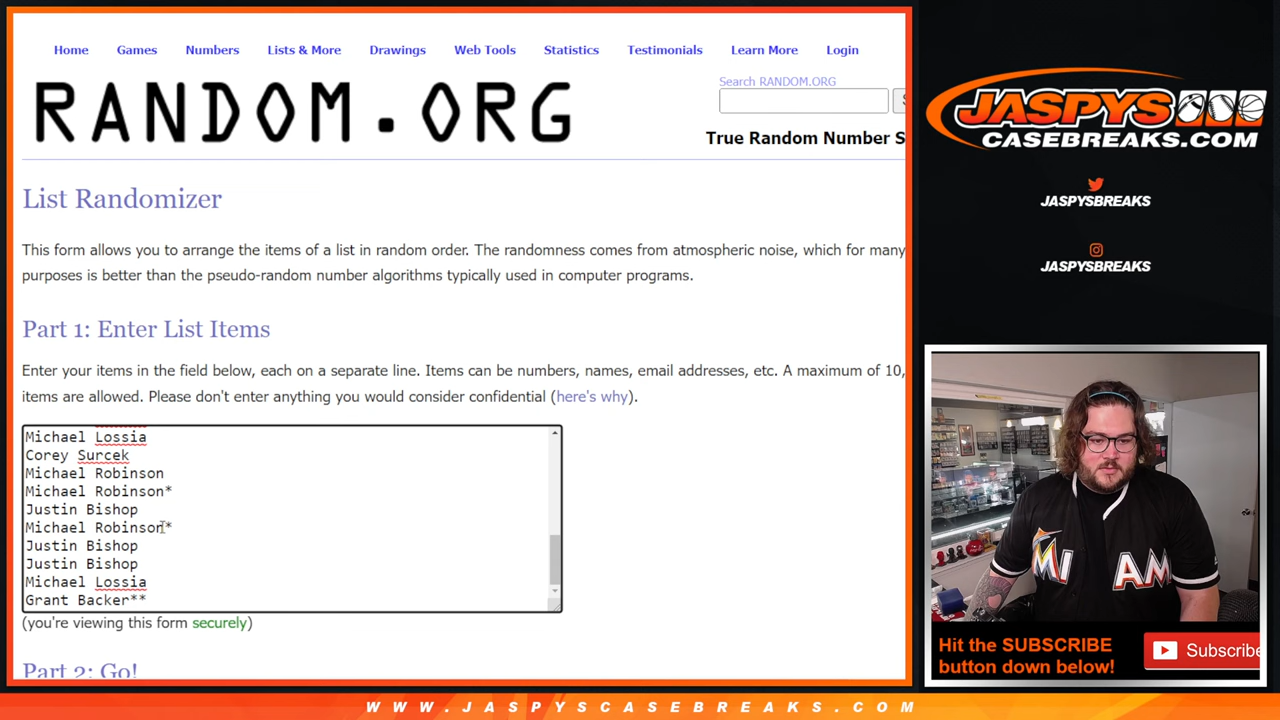 Home Games Numbers Lists & More Drawings Web Tools Statistics Testimonials Learn More Login
Search RANDOM.ORG
RANDOM.ORG
True Random Number S
List Randomizer
This form allows you to arrange the items of a list in random order. The randomness comes from atmospheric noise, which for many
purposes is better than the pseudo-random number algorithms typically used in computer programs.
Part 1: Enter List Items
Enter your items in the field below, each on a separate line. Items can be numbers, names, email addresses, etc. A maximum of 10,
items are allowed. Please don't enter anything you would consider confidential (here's why).
Michael Lossia
Corey Surcek
Michael Robinson
Michael Robinson*
Justin Bishop
Michael Robinson*
Justin Bishop
Justin Bishop
Michael Lossia
Grant Backer**
(you're viewing this form securely)
Part 2: Go!
JASPYS
CASEBREAKS.COM
JASPYSBREAKS
JASPYSBREAKS
MI AM
Hit the SUBSCRIBE
button down below!
Subscribe
WWW.JASPYSCASEBREAKS.COM